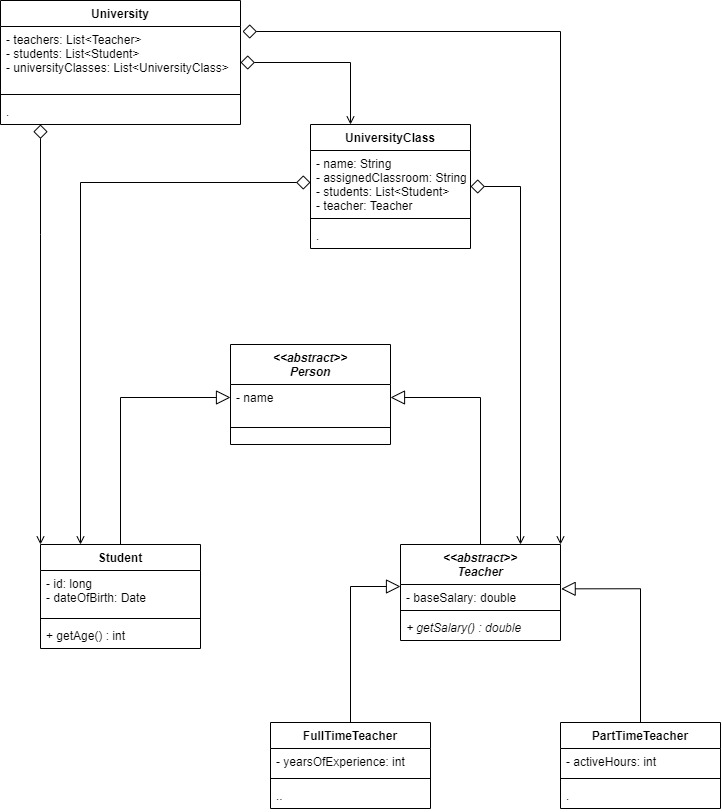 University
- teachers: List<Teacher>
- students: List<Student>
- universityClasses: List<UniversityClass>
.
UniversityClass
- name: String
- assignedClassroom: String
- students: List<Student>
- teacher: Teacher
.
<<abstract>>
Person
- name
Student
- id: long
- dateOfBirth: Date
+ getAge() : int
<<abstract>>
Teacher
- baseSalary: double
+ getSalary() : double
FullTimeTeacher
- yearsOfExperience: int
..
PartTimeTeacher
- activeHours: int
.